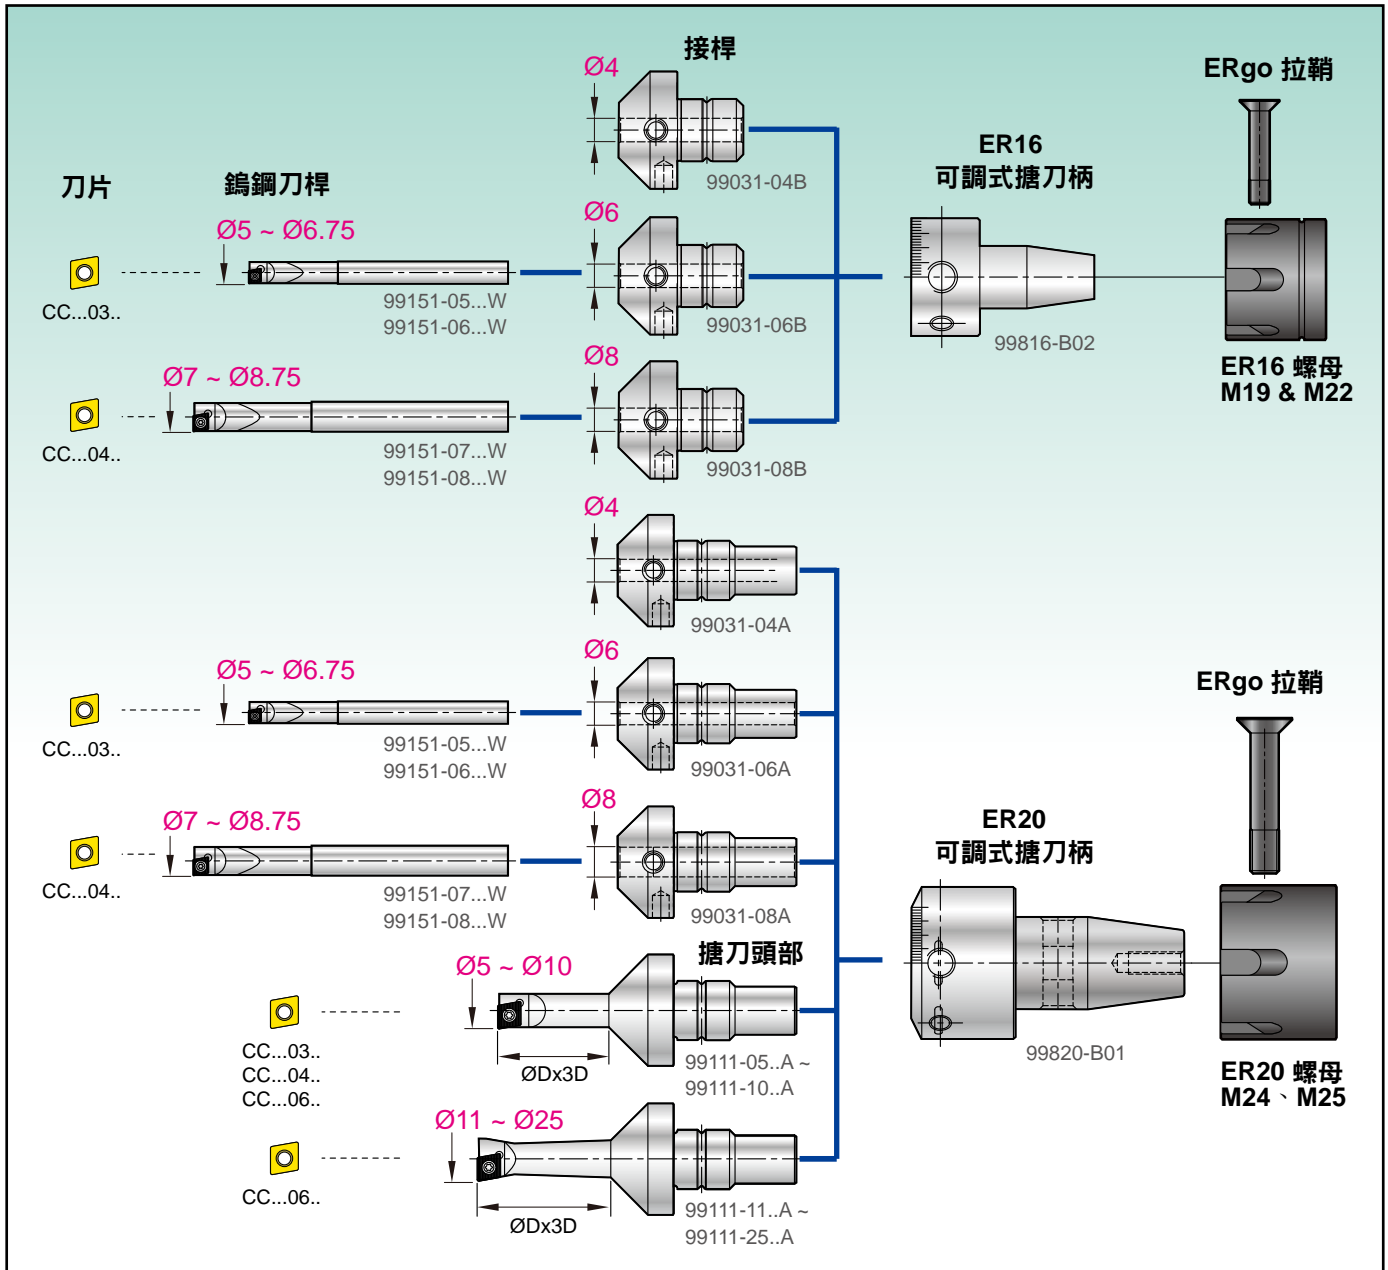 接桿
ERgo 拉鞘
Ø4
ER16
可調式搪刀柄
99031-04B
刀片
鎢鋼刀桿
Ø6
Ø5 ~ Ø6.75
CC...03..
99151-05...W
99151-06...W
99031-06B
99816-B02
ER16 螺母
M19 & M22
Ø8
Ø7 ~ Ø8.75
CC...04..
99151-07...W
99151-08...W
99031-08B
Ø4
99031-04A
Ø6
Ø5 ~ Ø6.75
ERgo 拉鞘
CC...03..
99151-05...W
99151-06...W
99031-06A
Ø8
Ø7 ~ Ø8.75
ER20
可調式搪刀柄
CC...04..
99151-07...W
99151-08...W
99031-08A
搪刀頭部
Ø5 ~ Ø10
CC...03..
CC...04..
CC...06..
ØDx3D
99111-05..A ~
99111-10..A
99820-B01
ER20 螺母
M24、M25
Ø11 ~ Ø25
CC...06..
ØDx3D
99111-11..A ~
99111-25..A